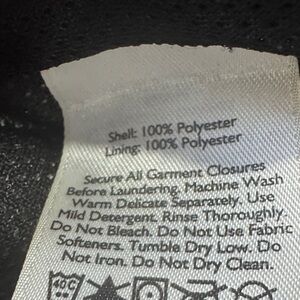 Shell: 100% Polyester
Lining: 100% Polyester
Secure All Garment Closures
Before Laundering. Machine Wash
Warm Delicate Separately. Use
Mild Detergent. Rinse Thoroughly.
Do Not Bleach. Do Not Use Fabric
Softeners. Tumble Dry Low. Do
Not Iron. Do Not Dry Clean.
40C